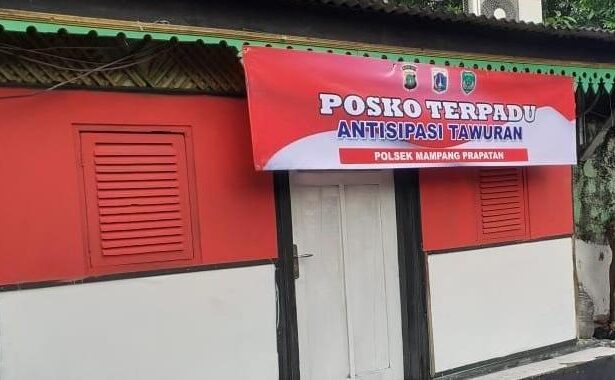 POSKO TERPADU
ANTISIPASI TAWURAN
POLSEK MAMPANG PRAPATAN